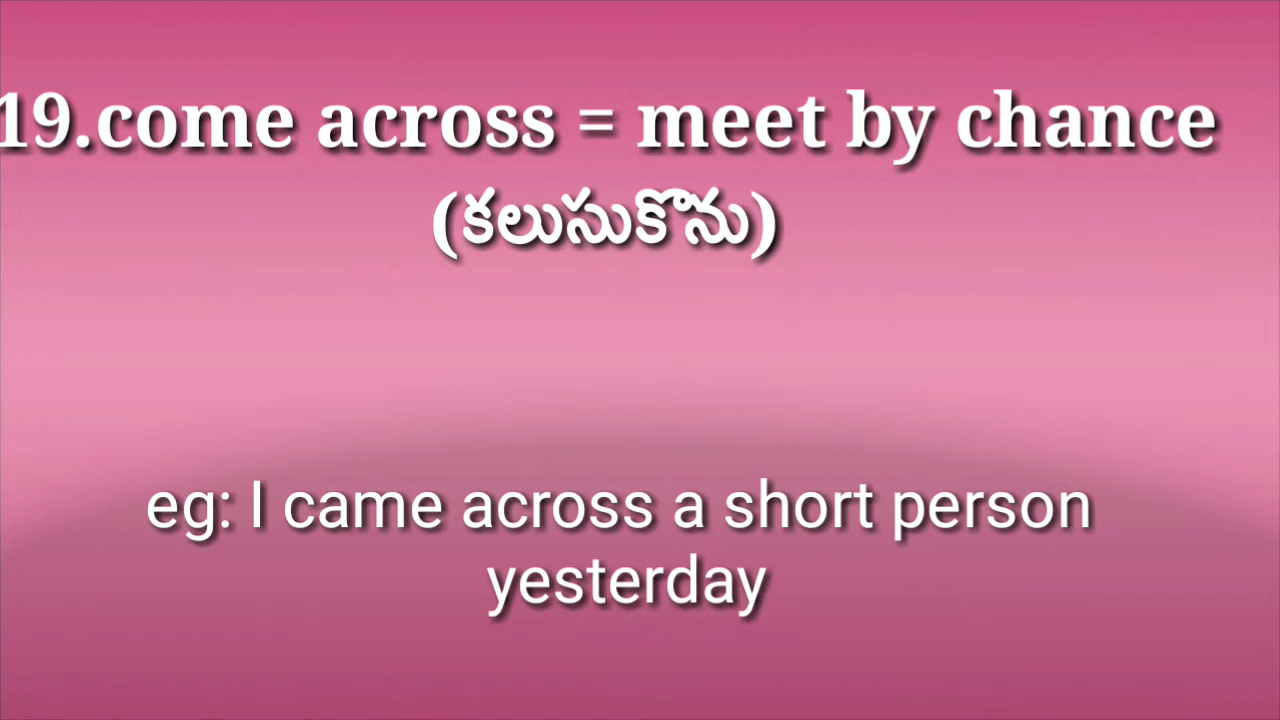 19.come across = meet by chance
(కలుసుకొను)
eg: I came across a short person
yesterday